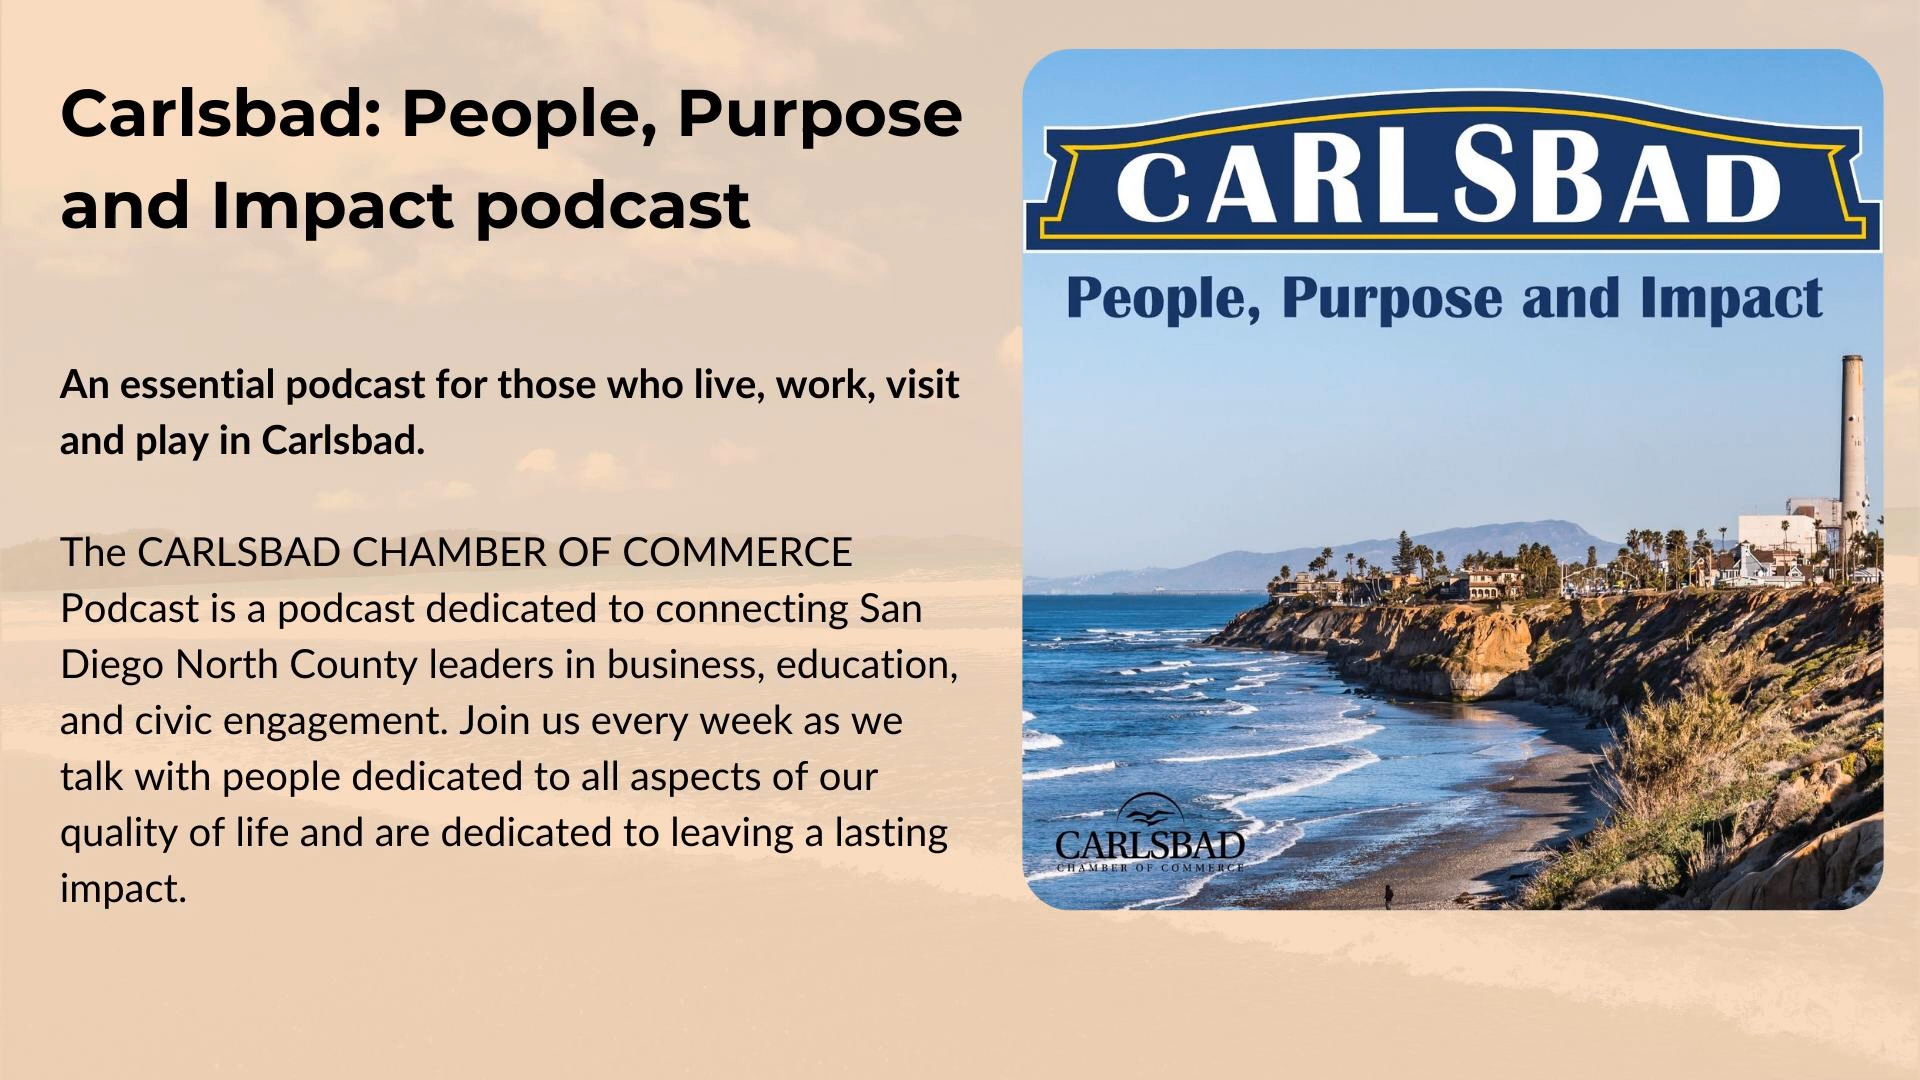 Carlsbad: People, Purpose
and Impact podcast
An essential podcast for those who live, work, visit
and play in Carlsbad.
The CARLSBAD CHAMBER OF COMMERCE
Podcast is a podcast dedicated to connecting San
Diego North County leaders in business, education,
and civic engagement. Join us every week as we
talk with people dedicated to all aspects of our
quality of life and are dedicated to leaving a lasting
impact.
CARLSBAD
People, Purpose and Impact
CARLSBAD
CHAMBER OF COMMERCE